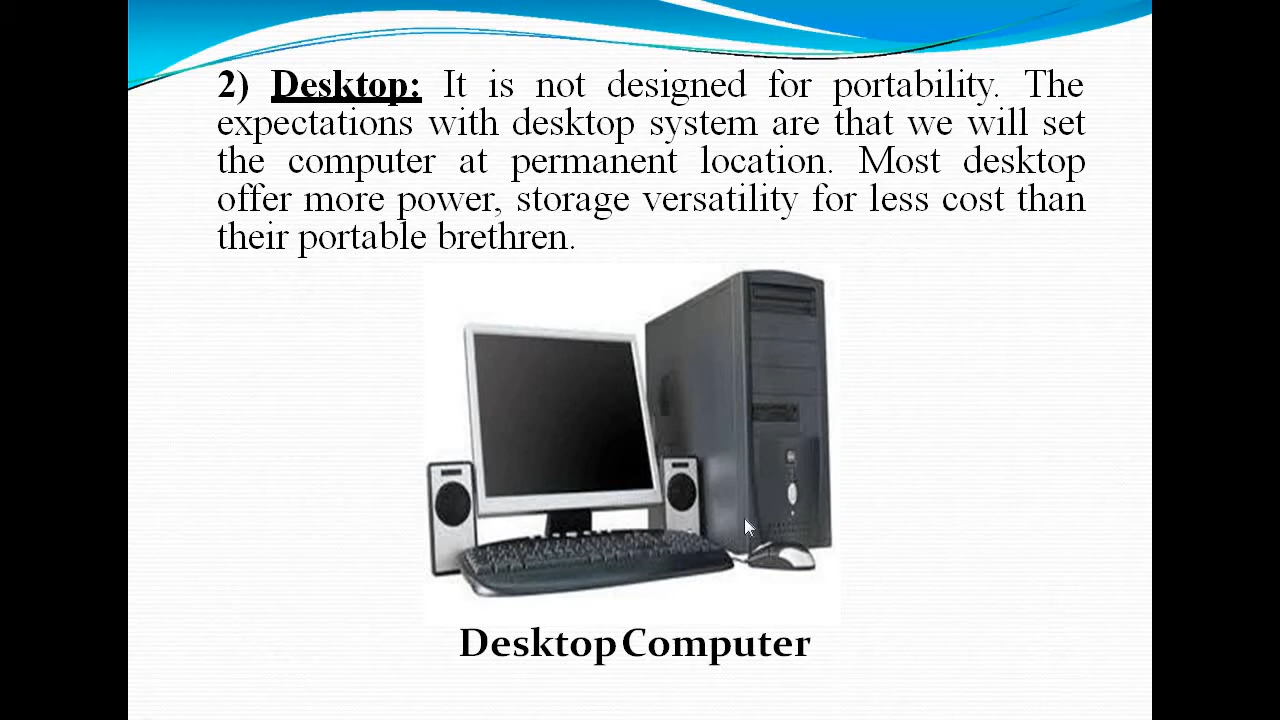 2) Desktop: It is not designed for portability. The
expectations with desktop system are that we will set
the computer at permanent location. Most desktop
offer more power, storage versatility for less cost than
their portable brethren.
Desktop Computer